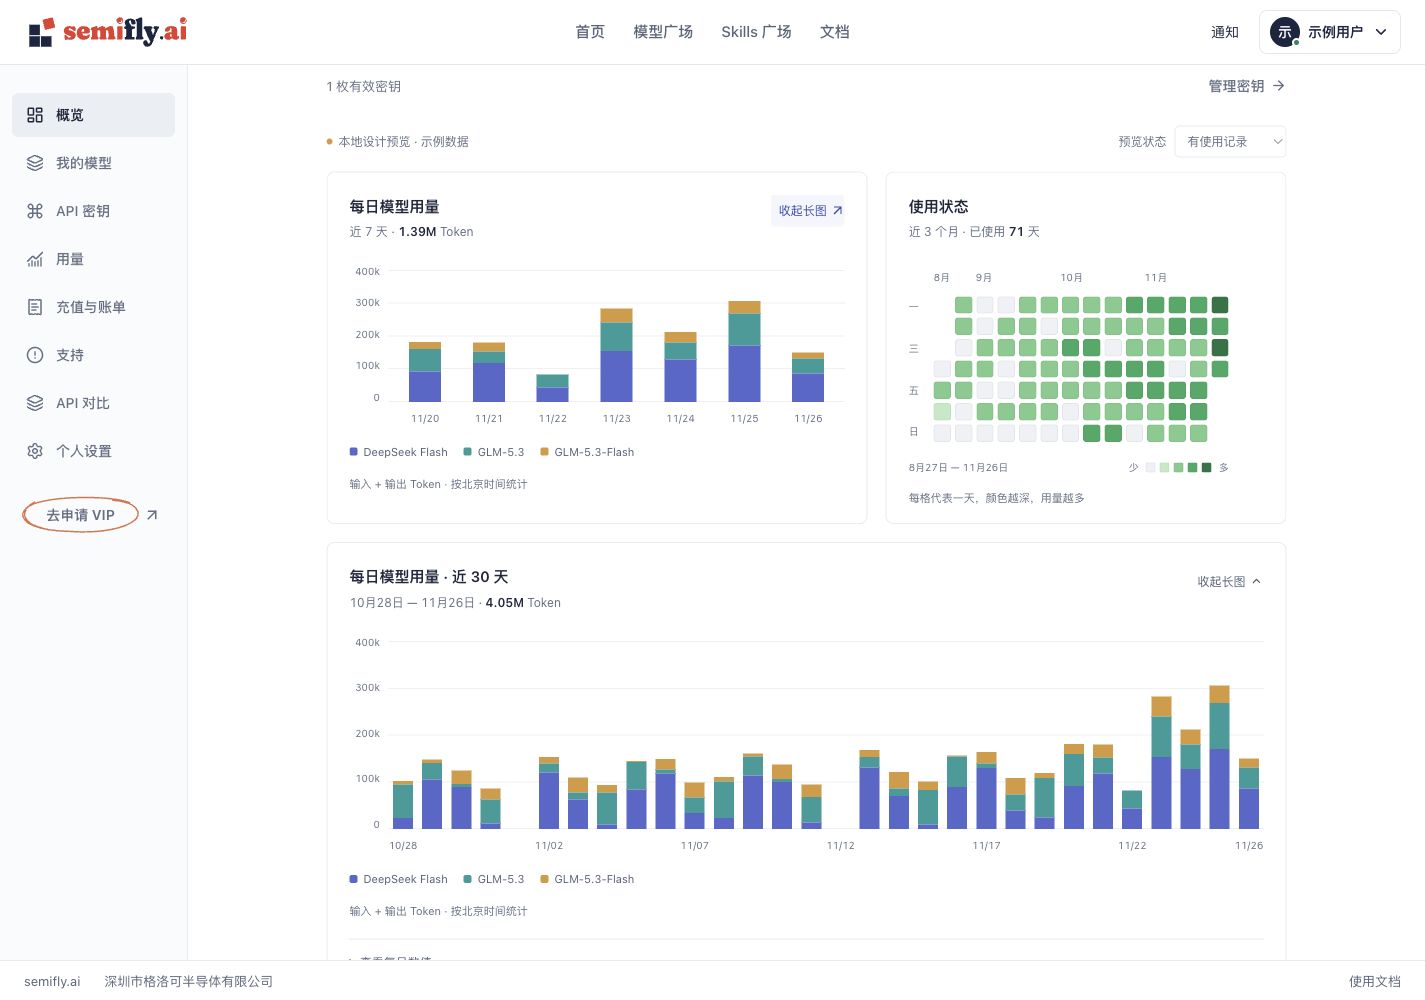 semifly.ai
首页
模型广场
Skills 广场
文档
通知
示
示例用户
概览
我的模型
API 密钥
用量
充值与账单
支持
API 对比
个人设置
去申请 VIP
1 枚有效密钥
管理密钥
本地设计预览 · 示例数据
预览状态
有使用记录
每日模型用量
收起长图
近 7 天 · 1.39M Token
400k
300k
200k
100k
0
11/20
11/21
11/22
11/23
11/24
11/25
11/26
DeepSeek Flash
GLM-5.3
GLM-5.3-Flash
输入 + 输出 Token · 按北京时间统计
使用状态
近 3 个月 · 已使用 71 天
8月
9月
10月
11月
一
三
五
日
8月27日 — 11月26日
少
多
每格代表一天，颜色越深，用量越多
每日模型用量 · 近 30 天
收起长图
10月28日 — 11月26日 · 4.05M Token
400k
300k
200k
100k
0
10/28
11/02
11/07
11/12
11/17
11/22
11/26
DeepSeek Flash
GLM-5.3
GLM-5.3-Flash
输入 + 输出 Token · 按北京时间统计
semifly.ai
深圳市格洛可半导体有限公司
使用文档